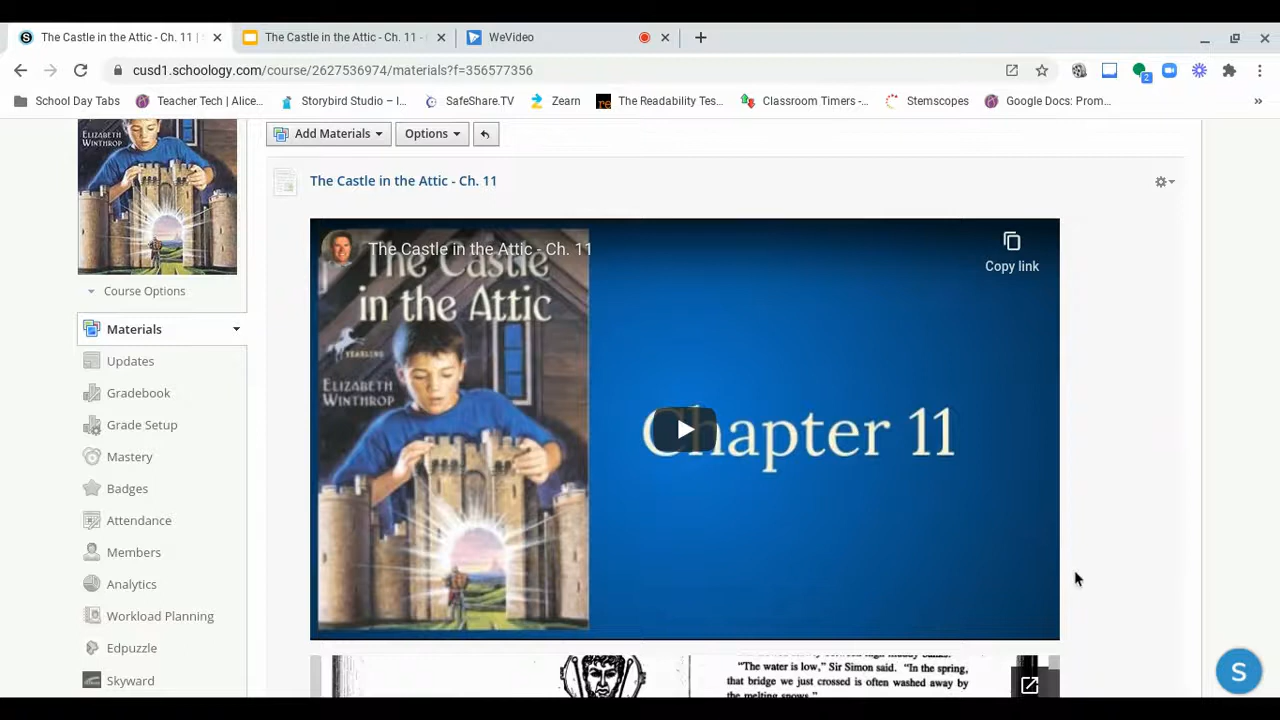 The Castle in the Attic - Ch. 11 |
The Castle in the Attic - Ch. 11 -
WeVideo
cusd1.schoology.com/course/2627536974/materials?f=356577356
2
School Day Tabs
Teacher Tech | Alice...
Storybird Studio – I...
SafeShare.TV
Zearn
The Readability Tes...
Classroom Timers -...
Stemscopes
Google Docs: Prom...
»
ELIZABETH
WINTHROP
Add Materials
Options
The Castle in the Attic - Ch. 11
Course Options
Materials
Updates
Gradebook
Grade Setup
Mastery
Badges
Attendance
Members
Analytics
Workload Planning
Edpuzzle
Skyward
The Castle in the Attic - Ch. 11
Copy link
The Castle
in the Attic
YEARLING
ELIZABETH
WINTHROP
Chapter 11
"The water is low," Sir Simon said. "In the spring,
that bridge we just crossed is often washed away by
the melting snows."
S